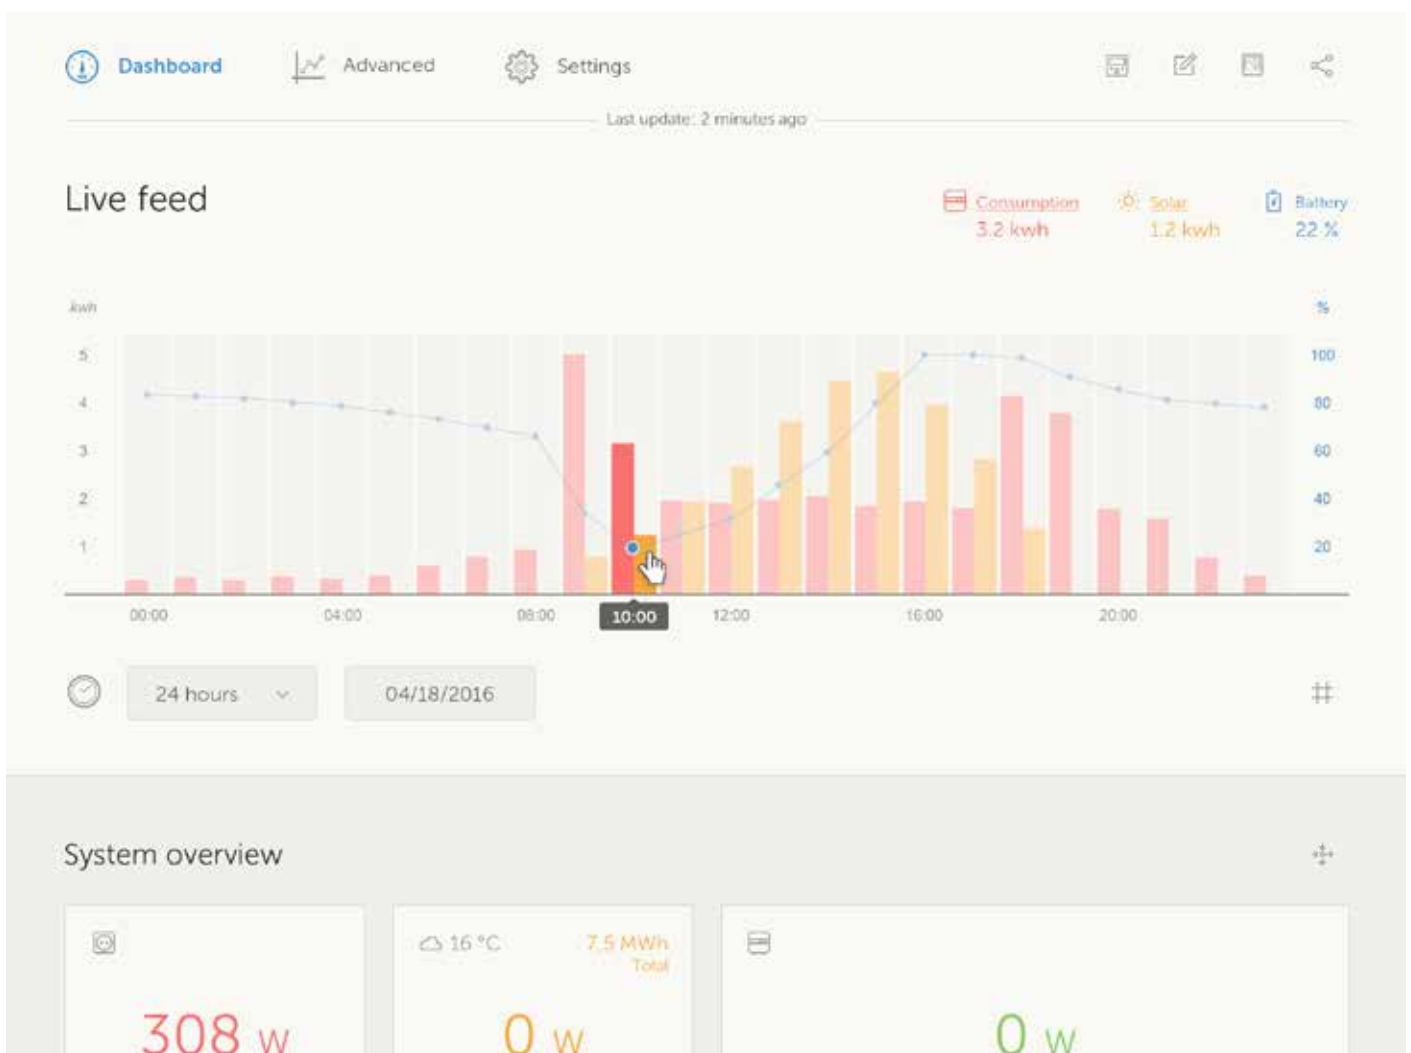 Dashboard
Advanced
Settings
Last update: 2 minutes ago
Live feed
Consumption
3.2 kwh
Solar
1.2 kwh
Battery
22 %
kwh
%
5
100
4
80
3
60
2
40
1
20
00:00
04:00
08:00
10:00
12:00
16:00
20:00
24 hours
04/18/2016
System overview
16 °C
7,5 MWh
Total
308 W
0 W
0 W